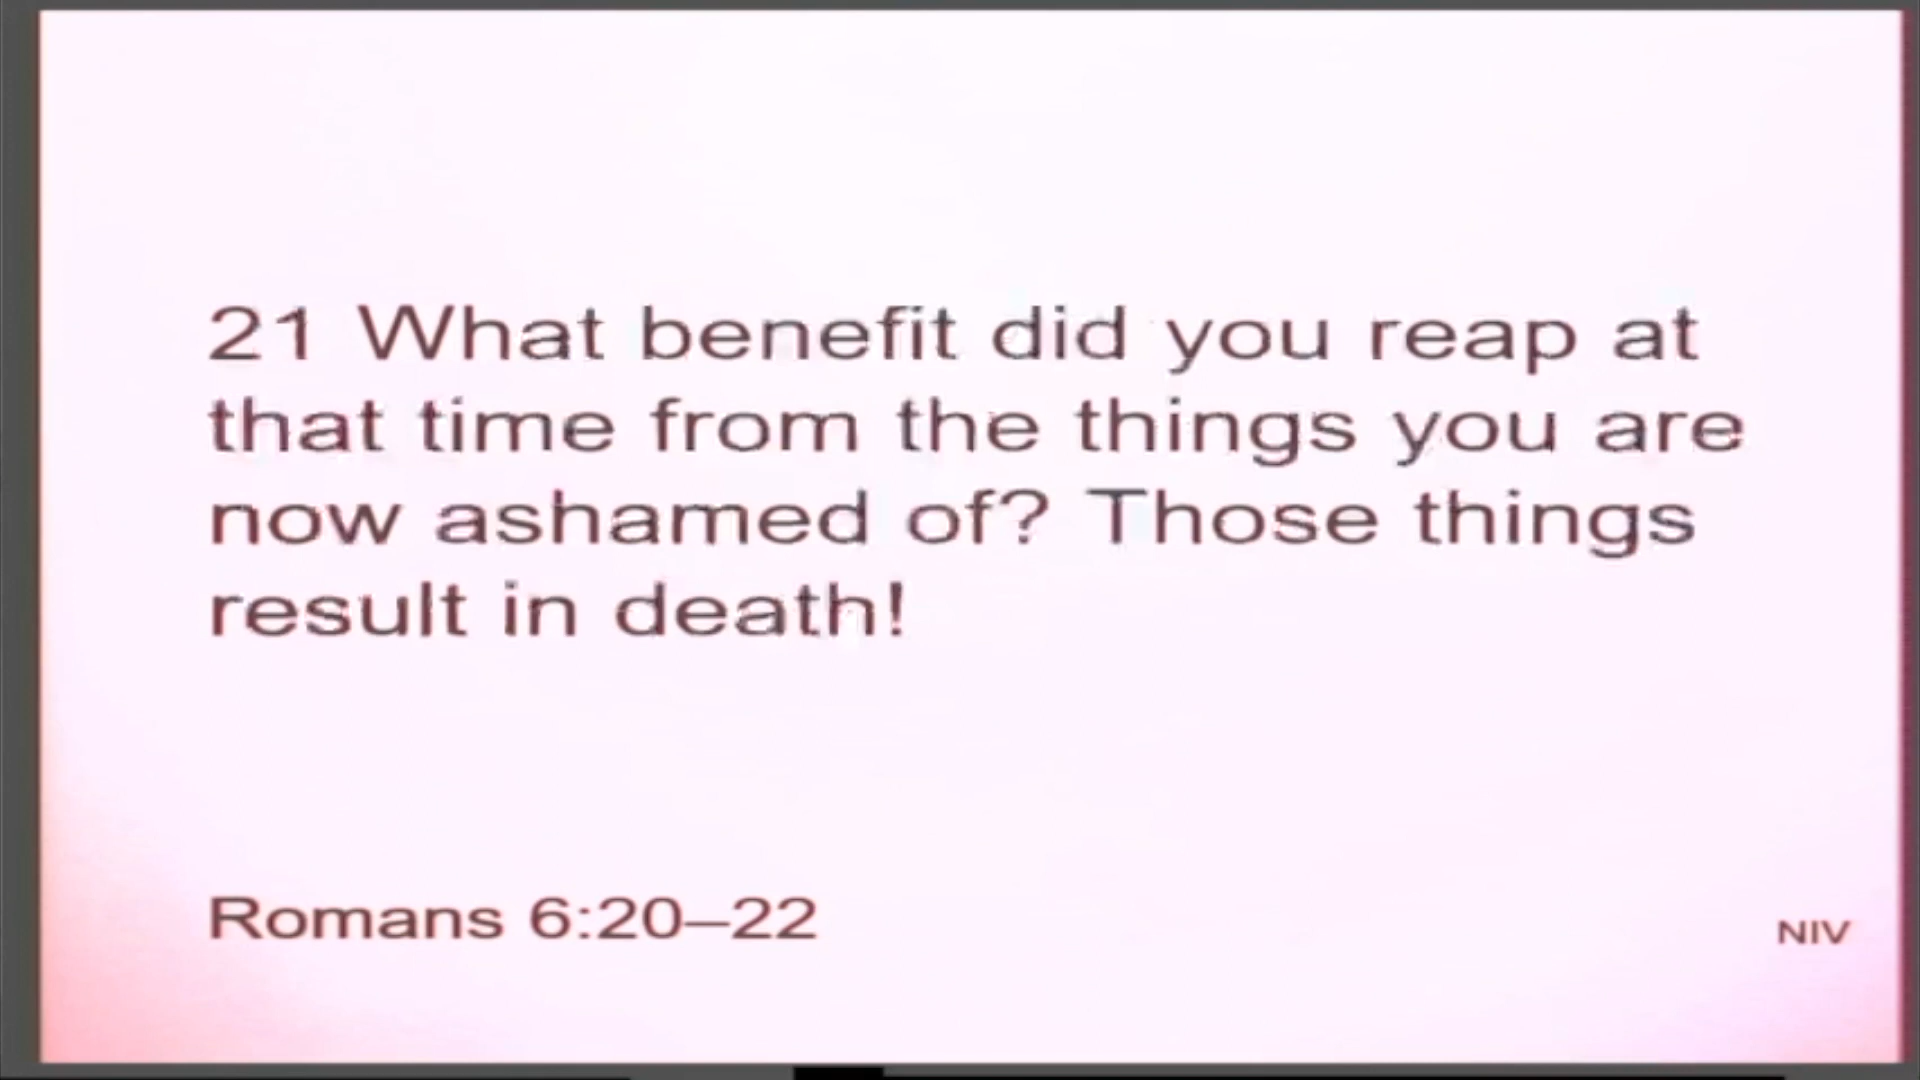 21 What benefit did you reap at
that time from the things you are
now ashamed of? Those things
result in death!
Romans 6:20–22
NIV